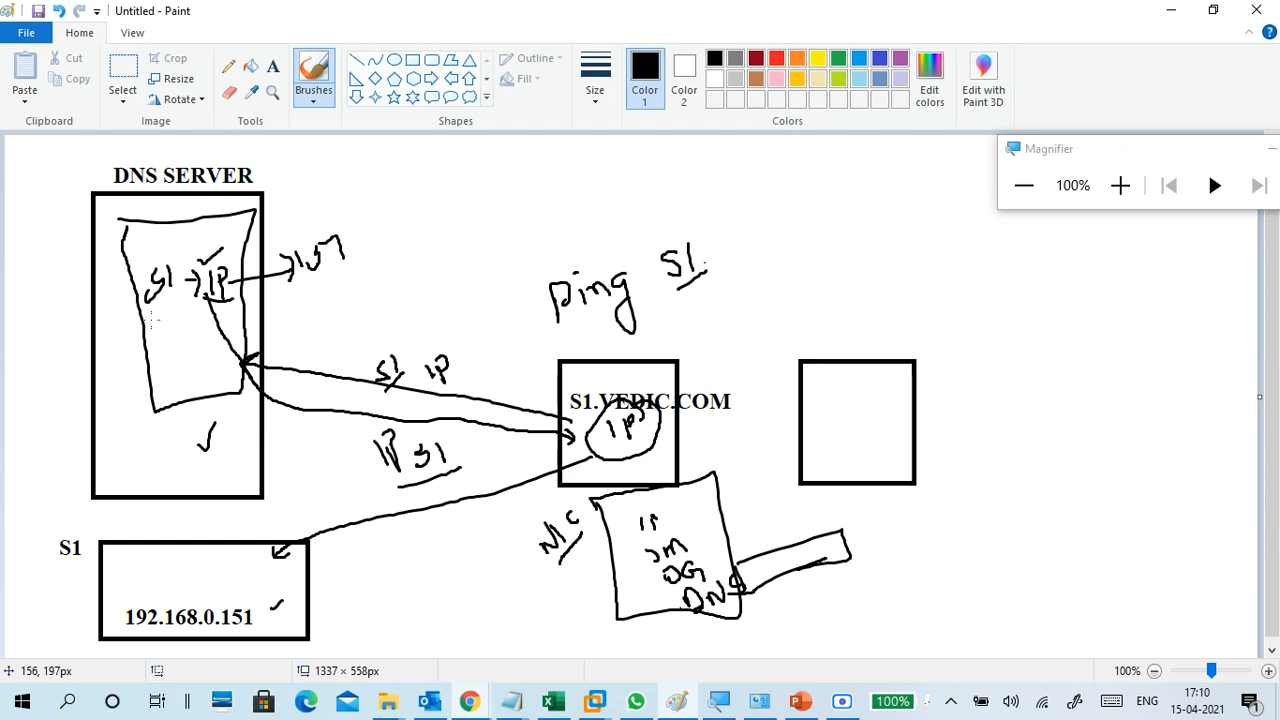 Untitled - Paint
File
Home
View
Paste
Cut
Copy
Clipboard
Select
Crop
Resize
Rotate
Image
Tools
Brushes
Shapes
Outline
Fill
Size
Color 1
Color 2
Colors
Edit colors
Edit with Paint 3D
Magnifier
100%
DNS SERVER
S1 → IP
151
ping S1
S1 IP
S1.VEDIC.COM
IP
IP S1
S1
192.168.0.151
IP
DG
DNS
156, 197px
1337 × 558px
100%
100%
ENG
17:10
15-04-2021
1